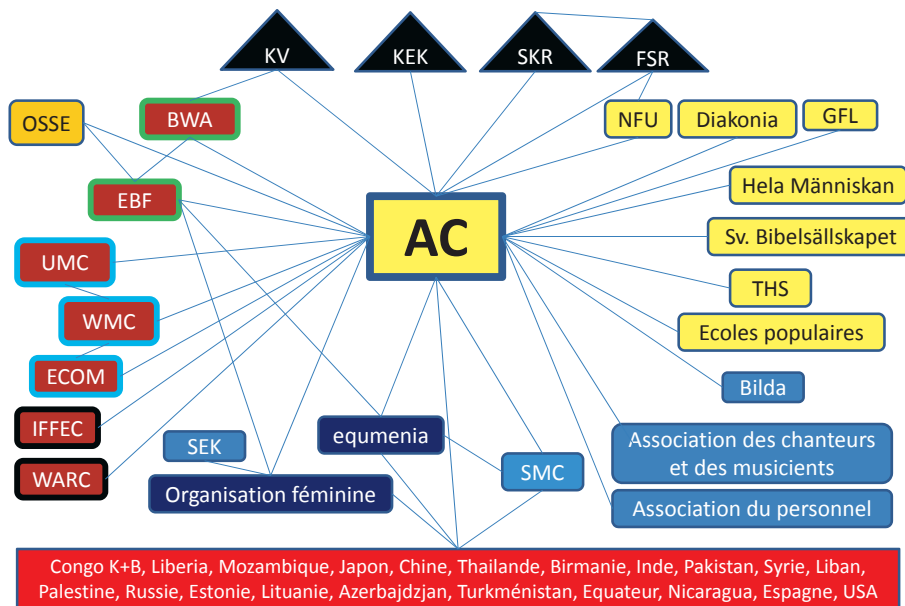 KV
KEK
SKR
FSR
OSSE
BWA
NFU
Diakonia
GFL
EBF
Hela Människan
AC
UMC
Sv. Bibelsällskapet
WMC
THS
Ecoles populaires
ECOM
Bilda
IFFEC
SEK
equmenia
Association des chanteurs
et des musicients
WARC
Organisation féminine
SMC
Association du personnel
Congo K+B, Liberia, Mozambique, Japon, Chine, Thailande, Birmanie, Inde, Pakistan, Syrie, Liban,
Palestine, Russie, Estonie, Lituanie, Azerbajdzjan, Turkménistan, Equateur, Nicaragua, Espagne, USA